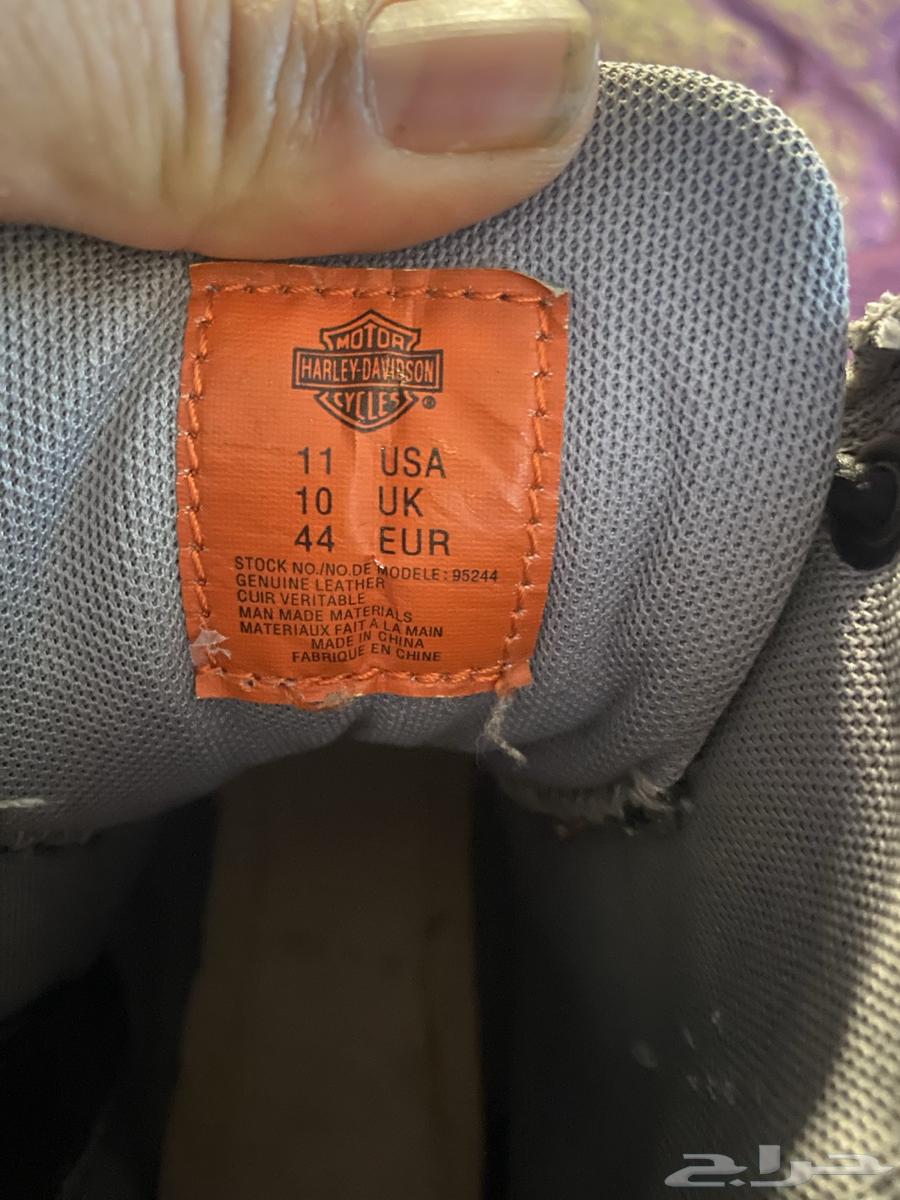 MOTOR
HARLEY-DAVIDSON
CYCLES®
11 USA
10 UK
44 EUR
STOCK NO./NO.DE MODELE: 95244
GENUINE LEATHER
CUIR VERITABLE
MAN MADE MATERIALS
MATERIAUX FAIT À LA MAIN
MADE IN CHINA
FABRIQUE EN CHINE
حراج